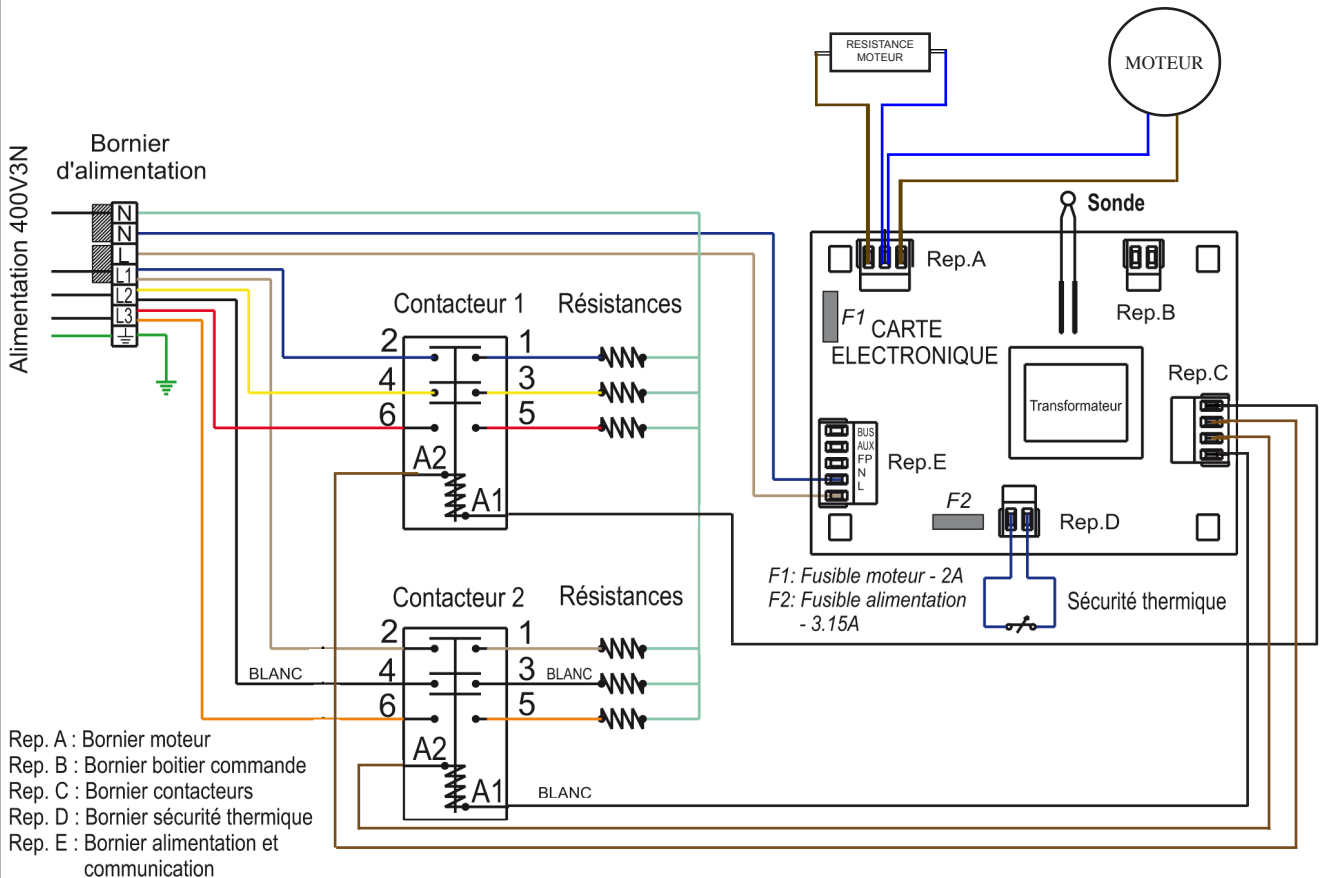 RESISTANCE
MOTEUR
MOTEUR
Bornier
d'alimentation
Alimentation 400V3N
N
N
L
L1
L2
L3
Sonde
Rep.A
Rep.B
F1
CARTE
ELECTRONIQUE
Rep.C
Transformateur
Contacteur 1
Résistances
2
1
4
3
6
5
A2
A1
BUS
AUX
FP
N
L
Rep.E
F2
Rep.D
F1: Fusible moteur - 2A
F2: Fusible alimentation
- 3.15A
Sécurité thermique
Contacteur 2
Résistances
2
1
4
3
6
5
BLANC
BLANC
A2
A1
BLANC
Rep. A : Bornier moteur
Rep. B : Bornier boitier commande
Rep. C : Bornier contacteurs
Rep. D : Bornier sécurité thermique
Rep. E : Bornier alimentation et
communication